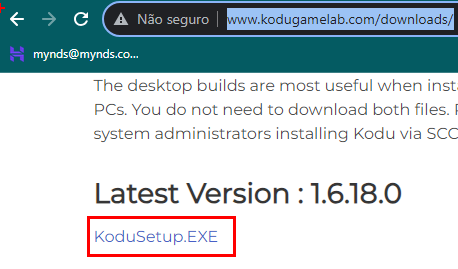 Não seguro www.kodugamelab.com/downloads/
mynds@mynds.co...
The desktop builds are most useful when insta
PCs. You do not need to download both files.
system administrators installing Kodu via SCC
Latest Version : 1.6.18.0
KoduSetup.EXE